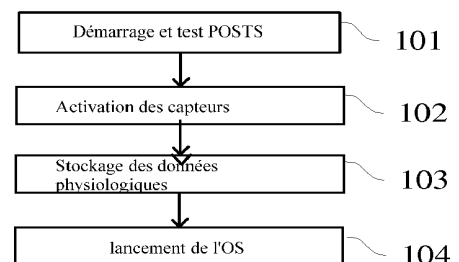 Démarrage et test POSTS
101
Activation des capteurs
102
Stockage des données
physiologiques
103
lancement de l'OS
104